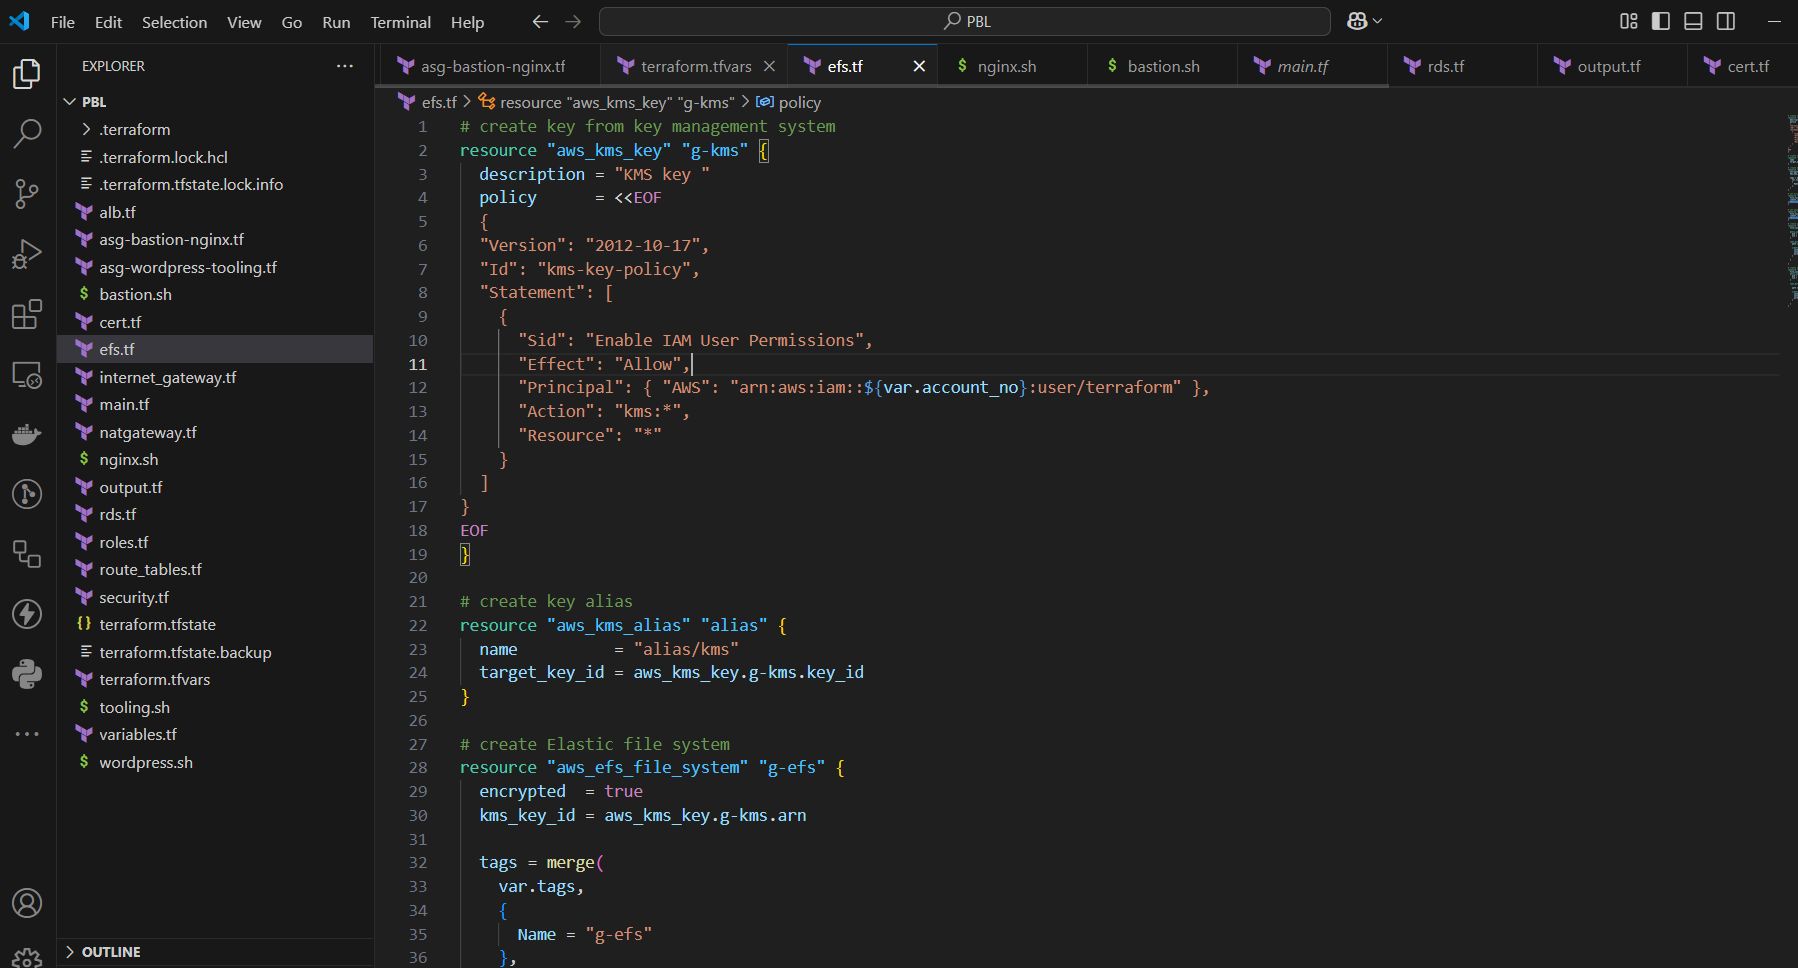 File Edit Selection View Go Run Terminal Help
PBL
EXPLORER
PBL
.terraform
.terraform.lock.hcl
.terraform.tfstate.lock.info
alb.tf
asg-bastion-nginx.tf
asg-wordpress-tooling.tf
$ bastion.sh
cert.tf
efs.tf
internet_gateway.tf
main.tf
natgateway.tf
$ nginx.sh
output.tf
rds.tf
roles.tf
route_tables.tf
security.tf
{} terraform.tfstate
terraform.tfstate.backup
terraform.tfvars
$ tooling.sh
variables.tf
$ wordpress.sh
OUTLINE
asg-bastion-nginx.tf terraform.tfvars efs.tf $ nginx.sh $ bastion.sh main.tf rds.tf output.tf cert.tf
efs.tf > resource "aws_kms_key" "g-kms" > policy
1 # create key from key management system
2 resource "aws_kms_key" "g-kms" {
3 description = "KMS key "
4 policy = <<EOF
5 {
6 "Version": "2012-10-17",
7 "Id": "kms-key-policy",
8 "Statement": [
9 {
10 "Sid": "Enable IAM User Permissions",
11 "Effect": "Allow",
12 "Principal": { "AWS": "arn:aws:iam::${var.account_no}:user/terraform" },
13 "Action": "kms:*",
14 "Resource": "*"
15 }
16 ]
17 }
18 EOF
19 }
20
21 # create key alias
22 resource "aws_kms_alias" "alias" {
23 name = "alias/kms"
24 target_key_id = aws_kms_key.g-kms.key_id
25 }
26
27 # create Elastic file system
28 resource "aws_efs_file_system" "g-efs" {
29 encrypted = true
30 kms_key_id = aws_kms_key.g-kms.arn
31
32 tags = merge(
33 var.tags,
34 {
35 Name = "g-efs"
36 },